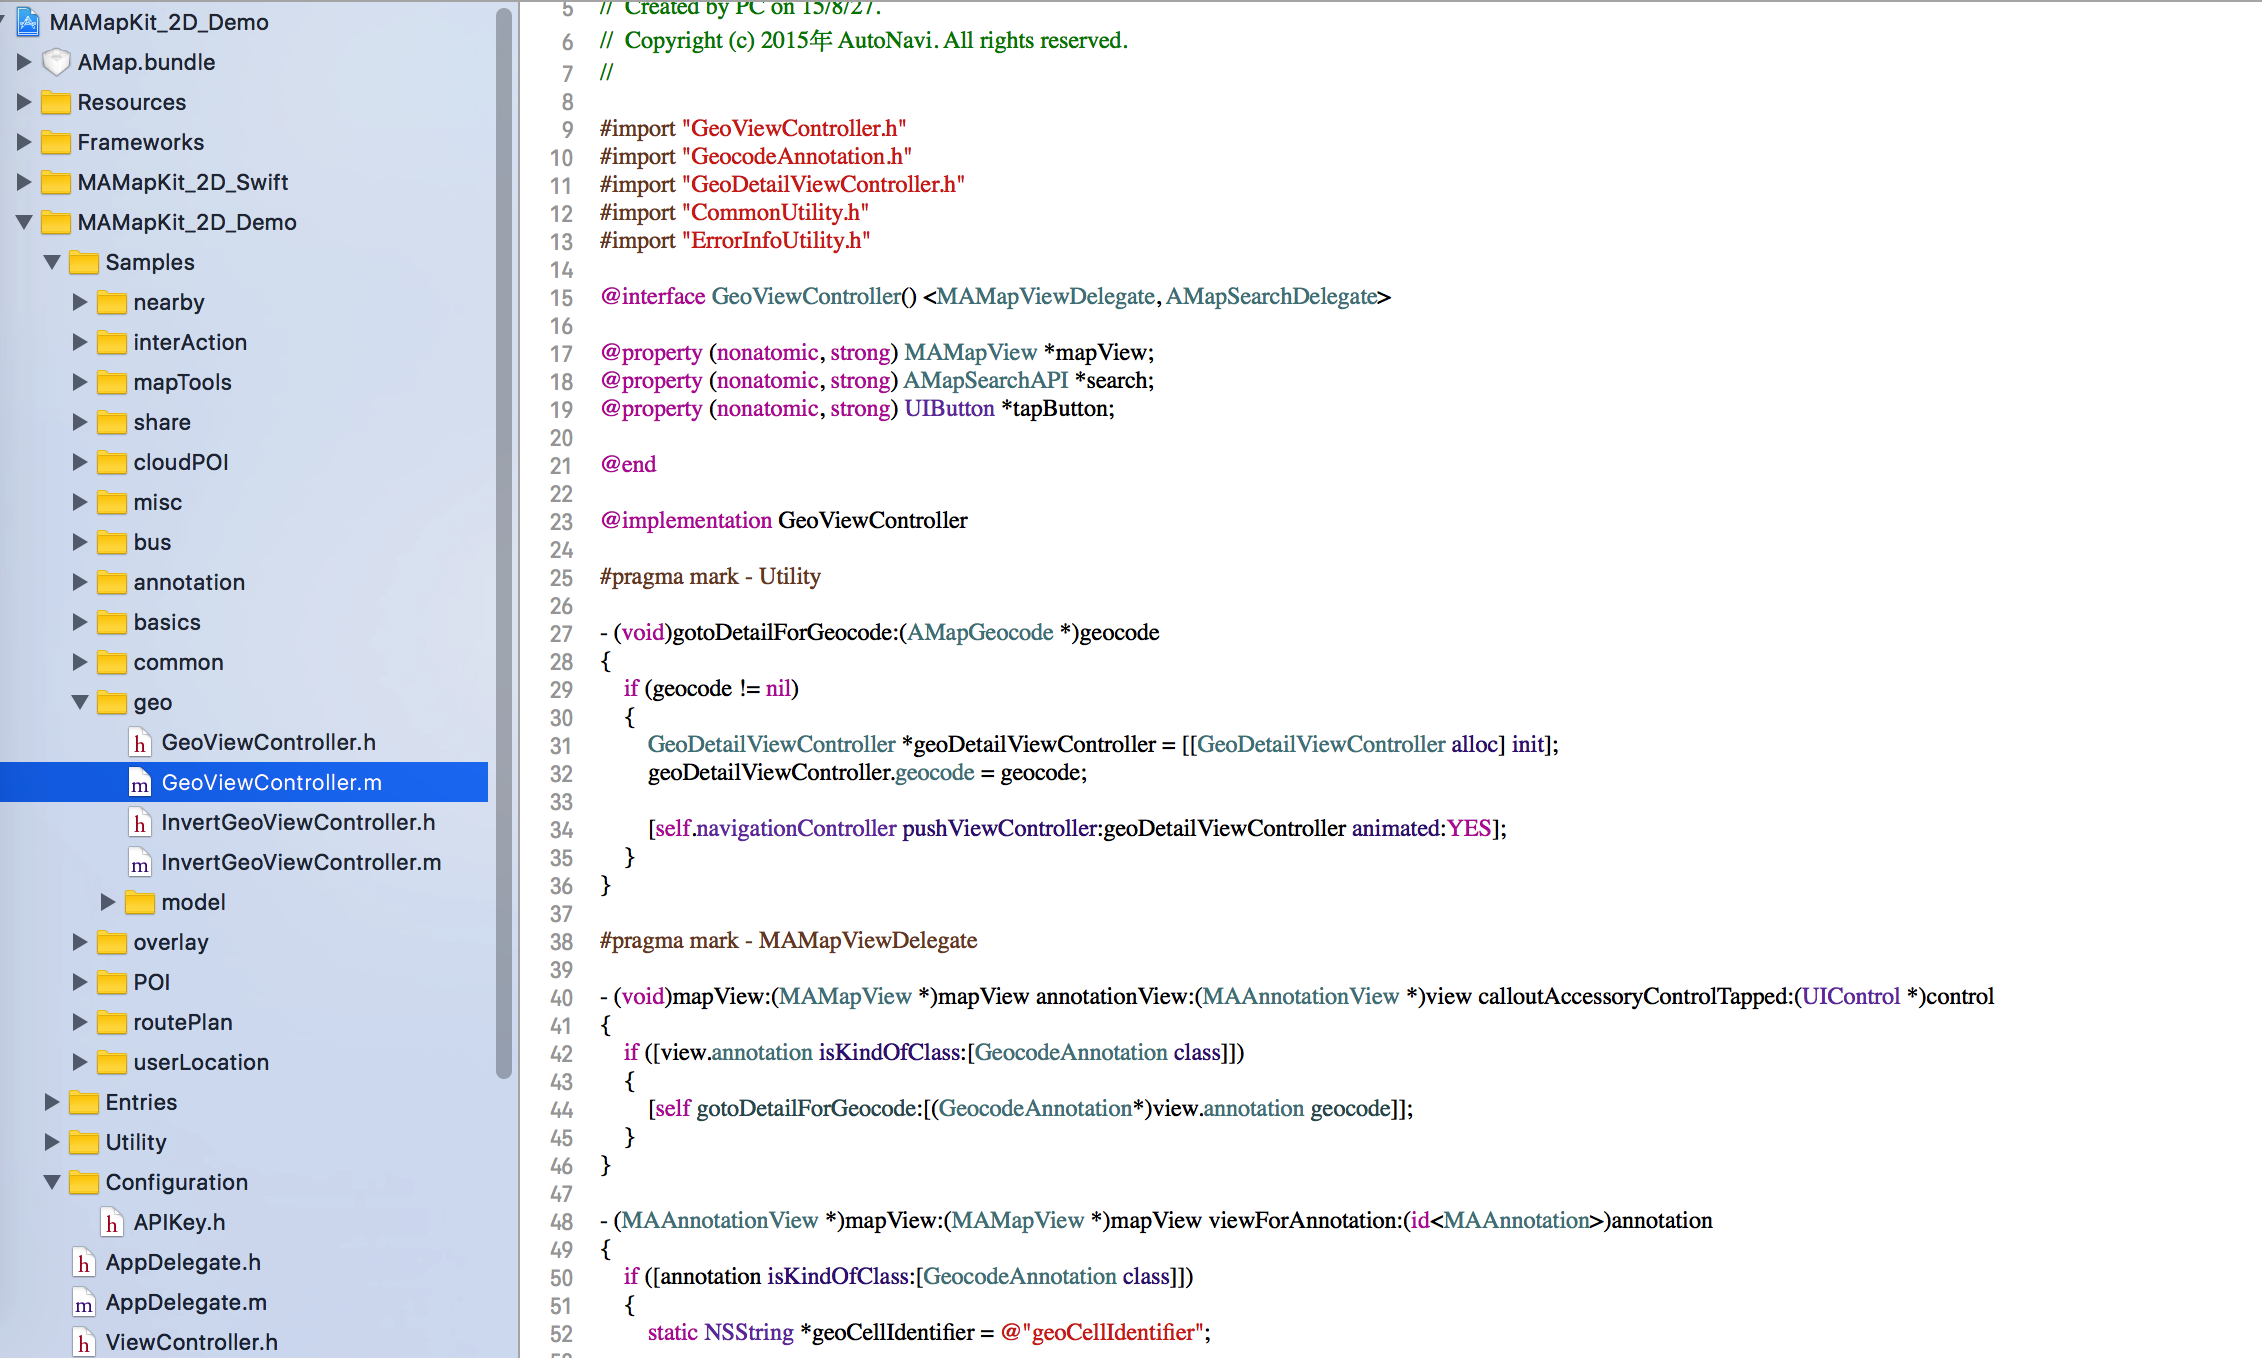 MAMapKit_2D_Demo
AMap.bundle
Resources
Frameworks
MAMapKit_2D_Swift
MAMapKit_2D_Demo
Samples
nearby
interAction
mapTools
share
cloudPOI
misc
bus
annotation
basics
common
geo
h GeoViewController.h
m GeoViewController.m
h InvertGeoViewController.h
m InvertGeoViewController.m
model
overlay
POI
routePlan
userLocation
Entries
Utility
Configuration
h APIKey.h
h AppDelegate.h
m AppDelegate.m
h ViewController.h
5 // Created by PC on 15/8/27.
6 // Copyright (c) 2015年 AutoNavi. All rights reserved.
7 //
8
9 #import "GeoViewController.h"
10 #import "GeocodeAnnotation.h"
11 #import "GeoDetailViewController.h"
12 #import "CommonUtility.h"
13 #import "ErrorInfoUtility.h"
14
15 @interface GeoViewController() <MAMapViewDelegate, AMapSearchDelegate>
16
17 @property (nonatomic, strong) MAMapView *mapView;
18 @property (nonatomic, strong) AMapSearchAPI *search;
19 @property (nonatomic, strong) UIButton *tapButton;
20
21 @end
22
23 @implementation GeoViewController
24
25 #pragma mark - Utility
26
27 - (void)gotoDetailForGeocode:(AMapGeocode *)geocode
28 {
29 if (geocode != nil)
30 {
31 GeoDetailViewController *geoDetailViewController = [[GeoDetailViewController alloc] init];
32 geoDetailViewController.geocode = geocode;
33
34 [self.navigationController pushViewController:geoDetailViewController animated:YES];
35 }
36 }
37
38 #pragma mark - MAMapViewDelegate
39
40 - (void)mapView:(MAMapView *)mapView annotationView:(MAAnnotationView *)view calloutAccessoryControlTapped:(UIControl *)control
41 {
42 if ([view.annotation isKindOfClass:[GeocodeAnnotation class]])
43 {
44 [self gotoDetailForGeocode:[(GeocodeAnnotation*)view.annotation geocode]];
45 }
46 }
47
48 - (MAAnnotationView *)mapView:(MAMapView *)mapView viewForAnnotation:(id<MAAnnotation>)annotation
49 {
50 if ([annotation isKindOfClass:[GeocodeAnnotation class]])
51 {
52 static NSString *geoCellIdentifier = @"geoCellIdentifier";